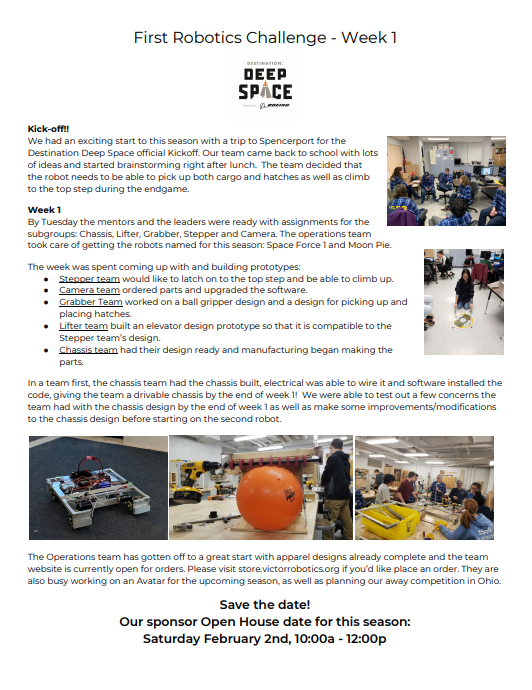 First Robotics Challenge - Week 1
DESTINATION:
DEEP
SPACE
BOEING
Kick-off!!
We had an exciting start to this season with a trip to Spencerport for the
Destination Deep Space official Kickoff. Our team came back to school with lots
of ideas and started brainstorming right after lunch. The team decided that
the robot needs to be able to pick up both cargo and hatches as well as climb
to the top step during the endgame.
Week 1
By Tuesday the mentors and the leaders were ready with assignments for the
subgroups: Chassis, Lifter, Grabber, Stepper and Camera. The operations team
took care of getting the robots named for this season: Space Force 1 and Moon Pie.
The week was spent coming up with and building prototypes:
● Stepper team would like to latch on to the top step and be able to climb up.
● Camera team ordered parts and upgraded the software.
● Grabber Team worked on a ball gripper design and a design for picking up and
placing hatches.
● Lifter team built an elevator design prototype so that it is compatible to the
Stepper team's design.
● Chassis team had their design ready and manufacturing began making the
parts.
In a team first, the chassis team had the chassis built, electrical was able to wire it and software installed the
code, giving the team a drivable chassis by the end of week 1! We were able to test out a few concerns the
team had with the chassis design by the end of week 1 as well as make some improvements/modifications
to the chassis design before starting on the second robot.
The Operations team has gotten off to a great start with apparel designs already complete and the team
website is currently open for orders. Please visit store.victorrobotics.org if you'd like place an order. They are
also busy working on an Avatar for the upcoming season, as well as planning our away competition in Ohio.
Save the date!
Our sponsor Open House date for this season:
Saturday February 2nd, 10:00a - 12:00p